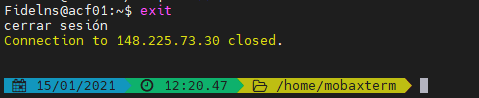 Fidelns@acf01:~$ exit
cerrar sesión
Connection to 148.225.73.30 closed.
15/01/2021 12:20.47 /home/mobaxterm